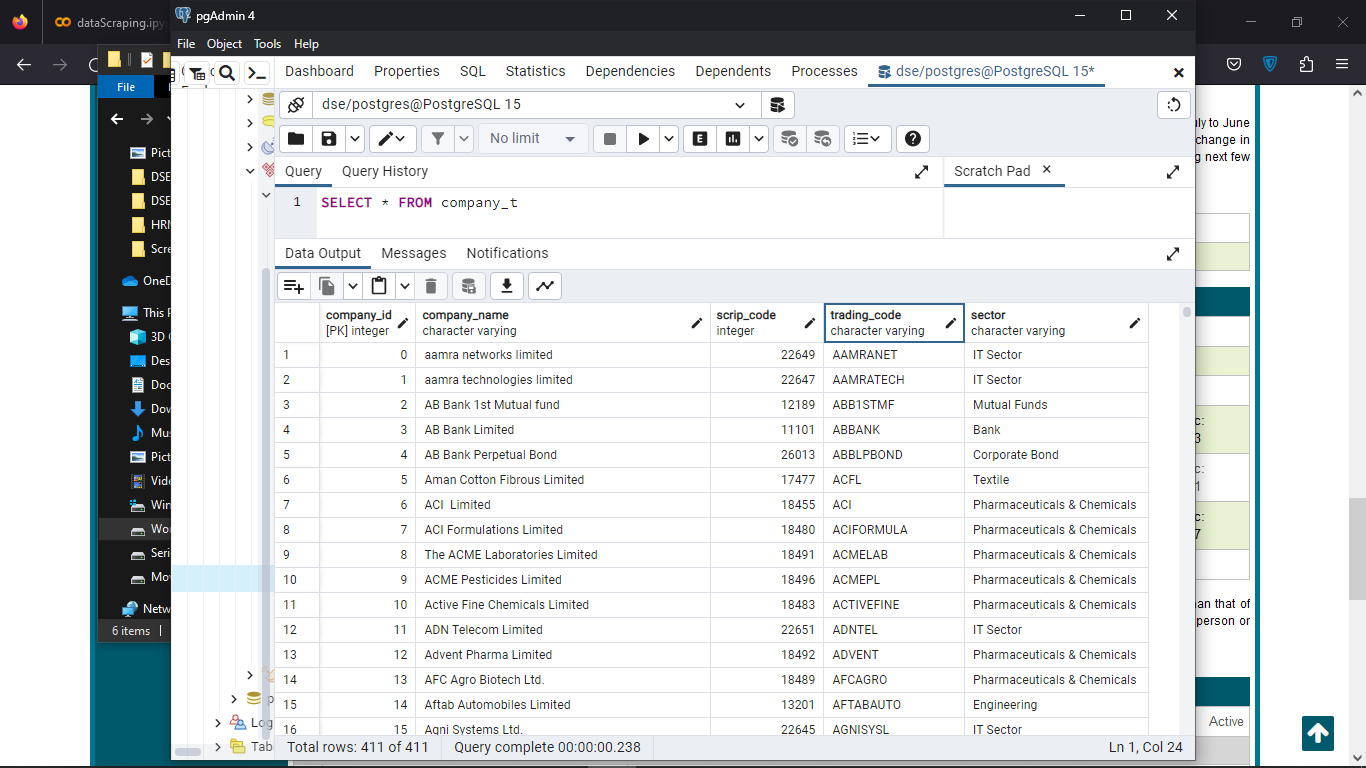 dataScraping.ipy
pgAdmin 4
File Object Tools Help
File
Dashboard Properties SQL Statistics Dependencies Dependents Processes dse/postgres@PostgreSQL 15*
dse/postgres@PostgreSQL 15
No limit
E
Query Query History Scratch Pad
1 SELECT * FROM company_t
Data Output Messages Notifications
company_id company_name scrip_code trading_code sector
[PK] integer character varying integer character varying character varying
1 0 aamra networks limited 22649 AAMRANET IT Sector
2 1 aamra technologies limited 22647 AAMRATECH IT Sector
3 2 AB Bank 1st Mutual fund 12189 ABB1STMF Mutual Funds
4 3 AB Bank Limited 11101 ABBANK Bank
5 4 AB Bank Perpetual Bond 26013 ABBLPBOND Corporate Bond
6 5 Aman Cotton Fibrous Limited 17477 ACFL Textile
7 6 ACI Limited 18455 ACI Pharmaceuticals & Chemicals
8 7 ACI Formulations Limited 18480 ACIFORMULA Pharmaceuticals & Chemicals
9 8 The ACME Laboratories Limited 18491 ACMELAB Pharmaceuticals & Chemicals
10 9 ACME Pesticides Limited 18496 ACMEPL Pharmaceuticals & Chemicals
11 10 Active Fine Chemicals Limited 18483 ACTIVEFINE Pharmaceuticals & Chemicals
12 11 ADN Telecom Limited 22651 ADNTEL IT Sector
13 12 Advent Pharma Limited 18492 ADVENT Pharmaceuticals & Chemicals
14 13 AFC Agro Biotech Ltd. 18489 AFCAGRO Pharmaceuticals & Chemicals
15 14 Aftab Automobiles Limited 13201 AFTABAUTO Engineering
16 15 Agni Systems Ltd. 22645 AGNISYSL IT Sector
Total rows: 411 of 411 Query complete 00:00:00.238 Ln 1, Col 24
Pict
DSE
DSE
HRM
Scre
OneD
This P
3D
Des
Doc
Dov
Mus
Pict
Vide
Win
Wo
Seri
Mov
Netw
6 items
Log
Tab
ly to June
change in
g next few
c:
3
c:
1
c:
7
an that of
person or
Active